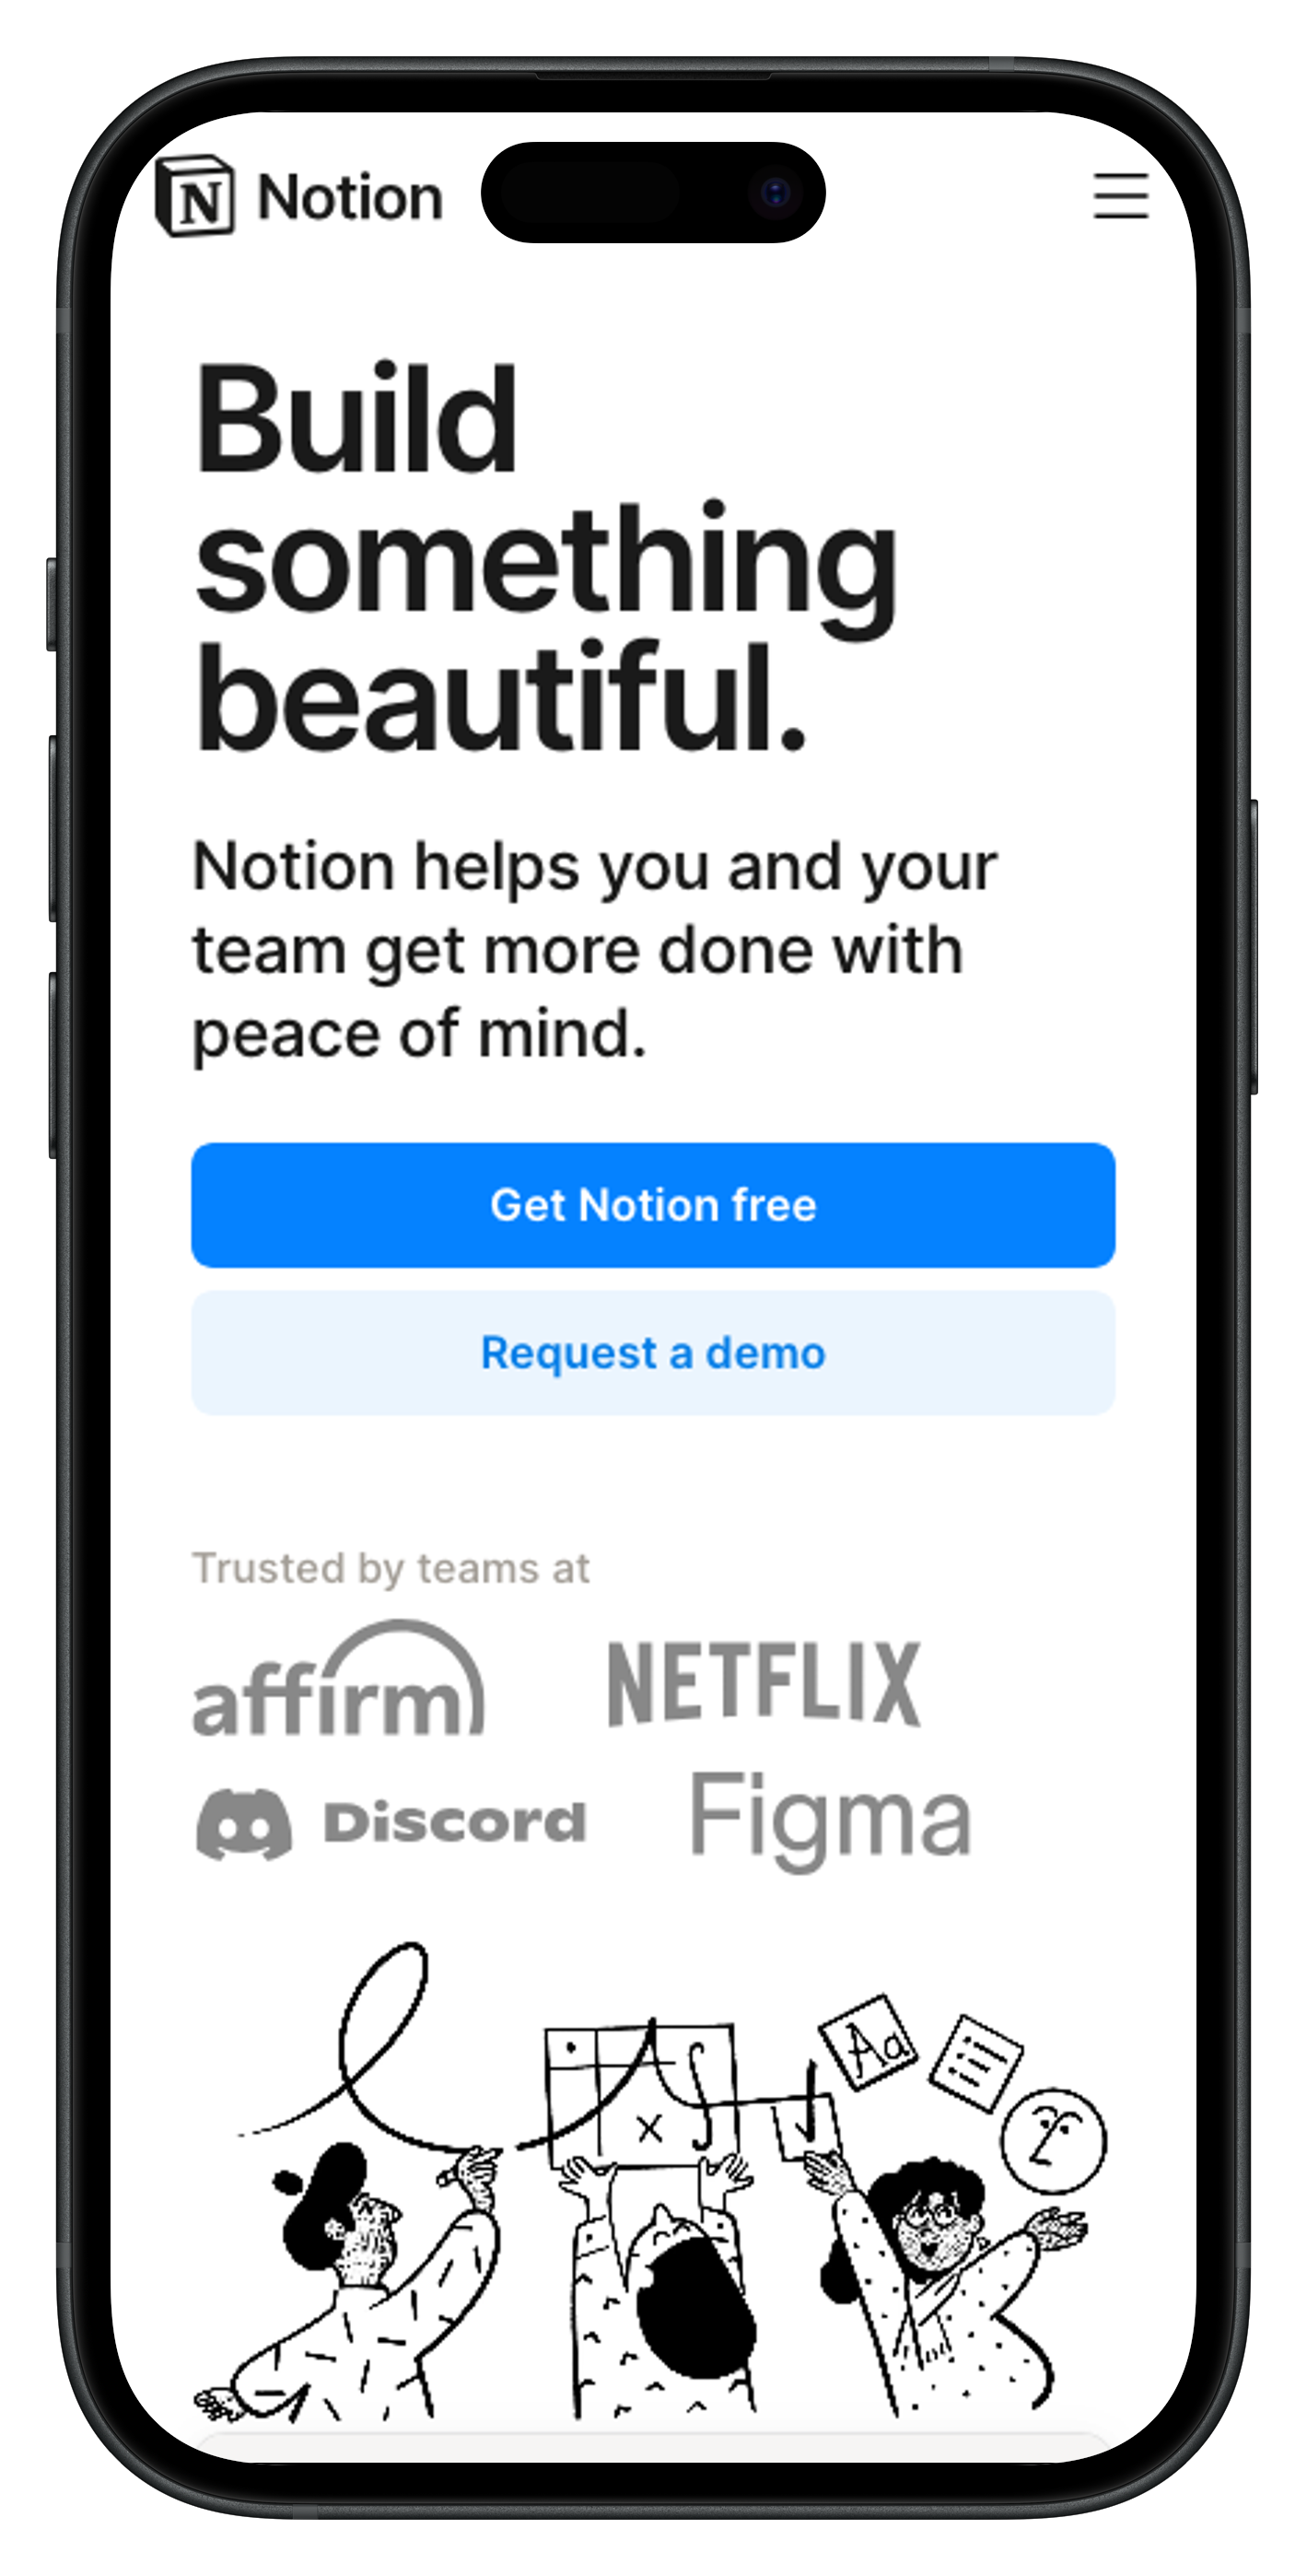 Notion
Build
something
beautiful.
Notion helps you and your
team get more done with
peace of mind.
Get Notion free
Request a demo
Trusted by teams at
affirm
NETFLIX
Discord
Figma
Aa